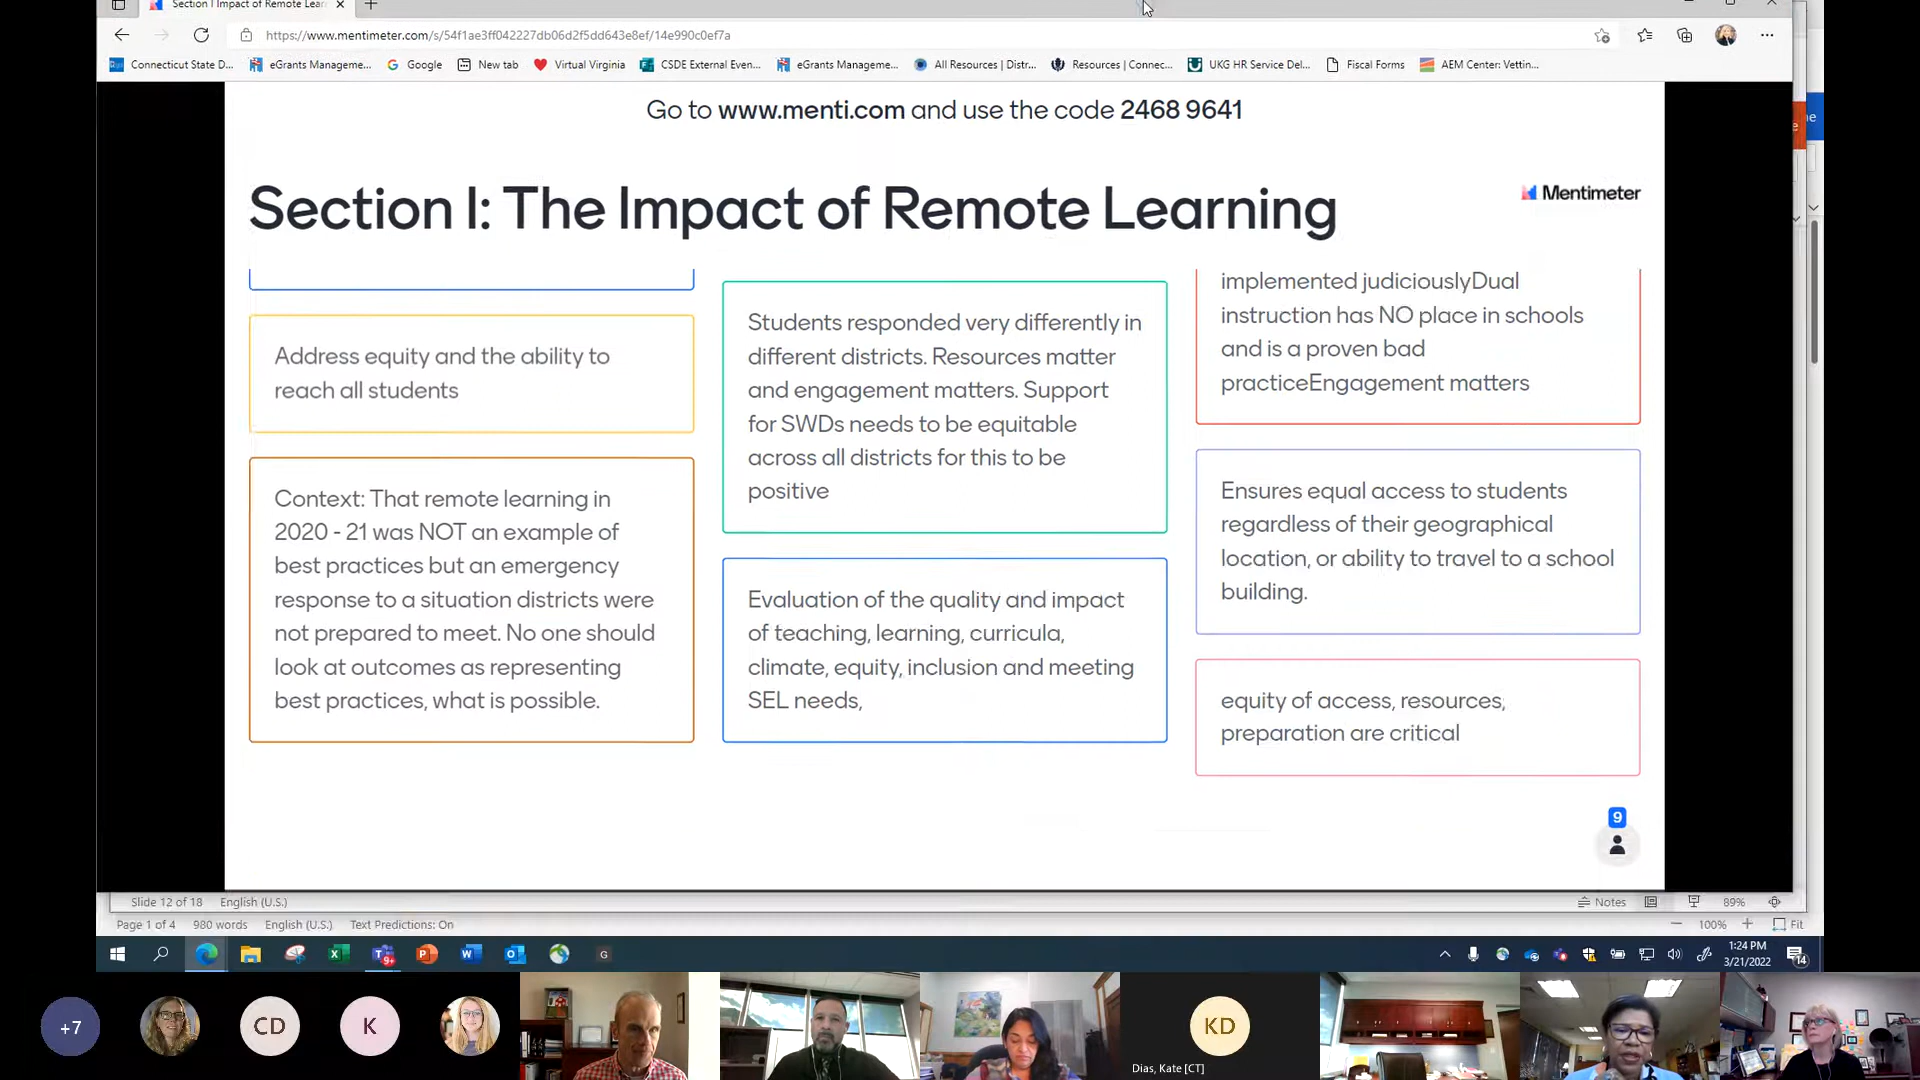 Section I Impact of Remote Lear
https://www.mentimeter.com/s/54f1ae3ff042227db06d2f5dd643e8ef/14e990c0ef7a
Connecticut State D...
eGrants Manageme...
Google
New tab
Virtual Virginia
CSDE External Even...
eGrants Manageme...
All Resources | Distr...
Resources | Connec...
UKG HR Service Del...
Fiscal Forms
AEM Center: Vettin...
Go to www.menti.com and use the code 2468 9641
Section I: The Impact of Remote Learning
Mentimeter
Address equity and the ability to
reach all students
Context: That remote learning in
2020 - 21 was NOT an example of
best practices but an emergency
response to a situation districts were
not prepared to meet. No one should
look at outcomes as representing
best practices, what is possible.
Students responded very differently in
different districts. Resources matter
and engagement matters. Support
for SWDs needs to be equitable
across all districts for this to be
positive
Evaluation of the quality and impact
of teaching, learning, curricula,
climate, equity, inclusion and meeting
SEL needs,
implemented judiciouslyDual
instruction has NO place in schools
and is a proven bad
practiceEngagement matters
Ensures equal access to students
regardless of their geographical
location, or ability to travel to a school
building.
equity of access, resources,
preparation are critical
9
Slide 12 of 18
English (U.S.)
Notes
89%
Page 1 of 4
980 words
English (U.S.)
Text Predictions: On
100%
Fit
1:24 PM
3/21/2022
14
+7
CD
K
KD
Dias, Kate [CT]